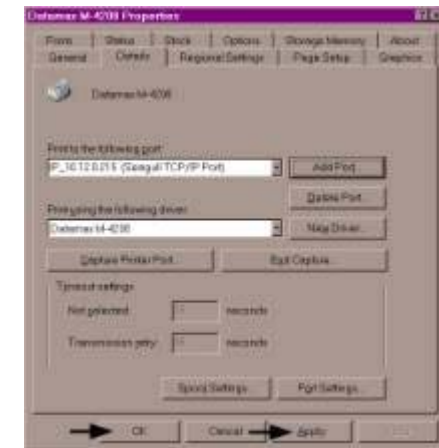 Datamax M-4208 Properties
Fonts Status Stock Options Storage Memory About
General Details Regional Settings Page Setup Graphics
Datamax M-4208
Print to the following port:
IP_10.12.0.215 (Seagull TCP/IP Port)
Add Port...
Delete Port...
Print using the following driver:
Datamax M-4208
New Driver...
Capture Printer Port...
End Capture...
Timeout settings
Not selected:
seconds
Transmission retry:
seconds
Spool Settings...
Port Settings...
OK Cancel Apply